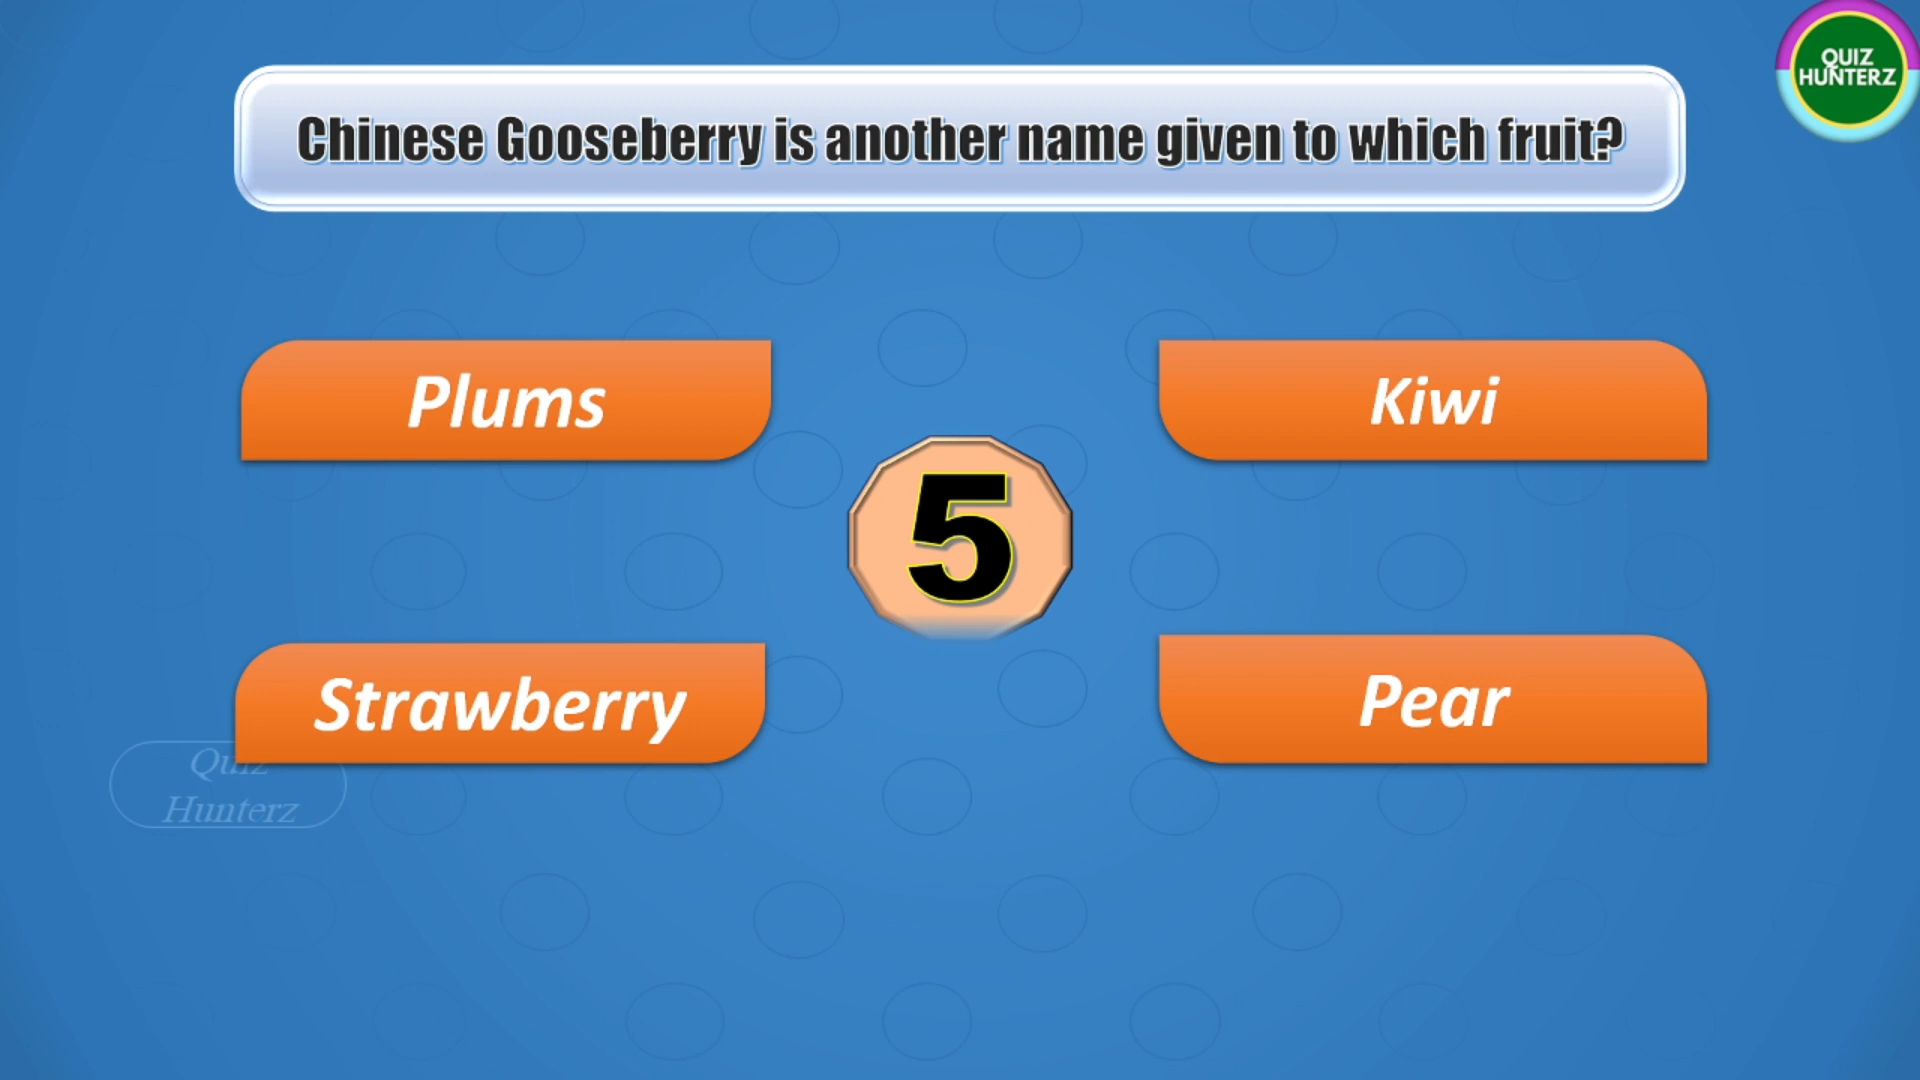 QUIZ
HUNTERZ
Chinese Gooseberry is another name given to which fruit?
Plums
Kiwi
5
Strawberry
Pear
Quiz
Hunterz